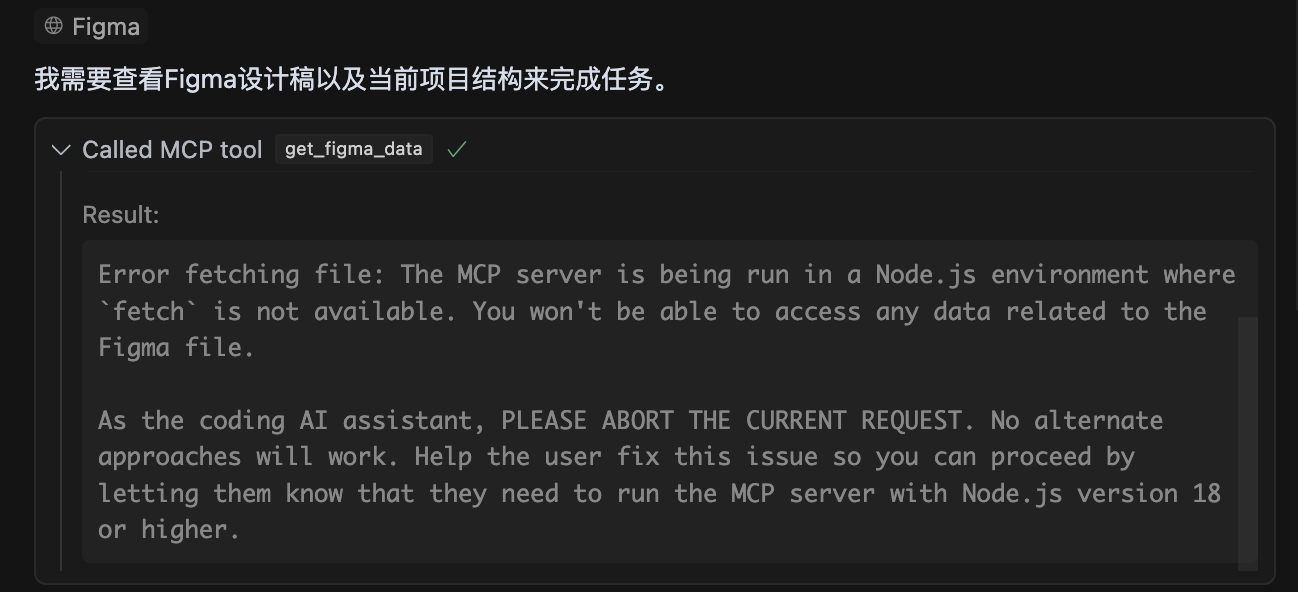 Figma
我需要查看Figma设计稿以及当前项目结构来完成任务。
Called MCP tool get_figma_data
Result:
Error fetching file: The MCP server is being run in a Node.js environment where
`fetch` is not available. You won't be able to access any data related to the
Figma file.
As the coding AI assistant, PLEASE ABORT THE CURRENT REQUEST. No alternate
approaches will work. Help the user fix this issue so you can proceed by
letting them know that they need to run the MCP server with Node.js version 18
or higher.